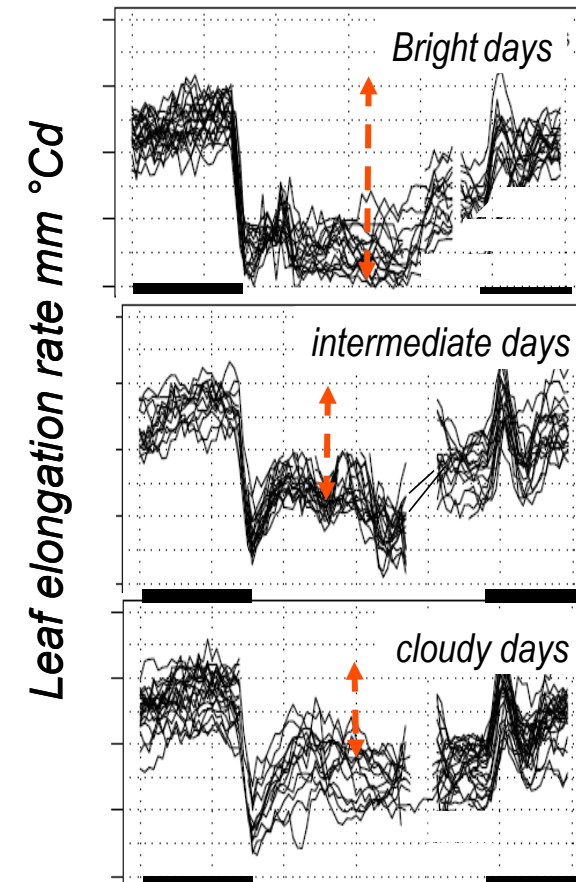 Leaf elongation rate mm °Cd
Bright days
intermediate days
cloudy days